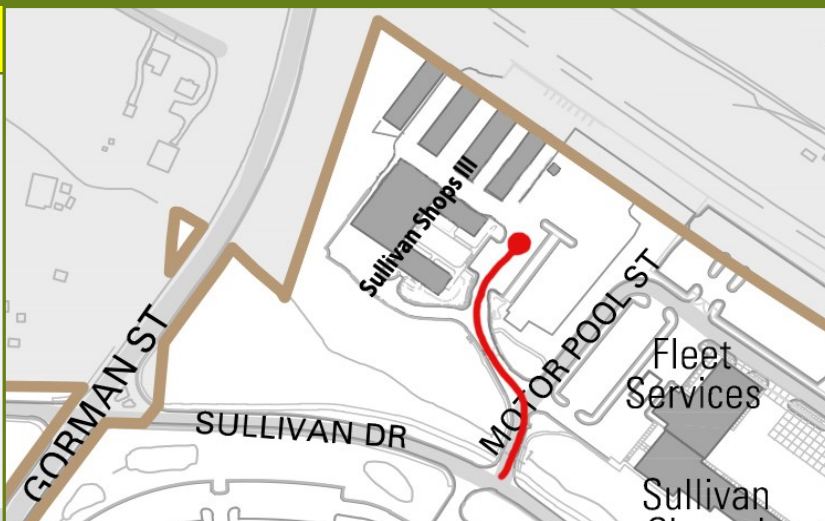 Sullivan Shops III
GORMAN ST
SULLIVAN DR
MOTOR POOL ST
Fleet
Services
Sullivan